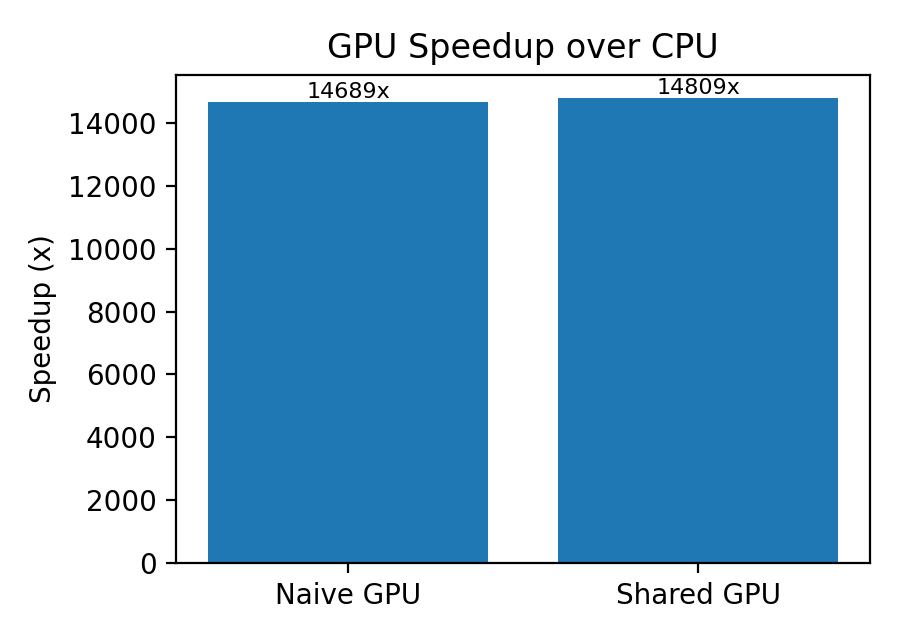 GPU Speedup over CPU
14689x
14809x
14000
12000
10000
8000
6000
4000
2000
0
Speedup (x)
Naive GPU
Shared GPU